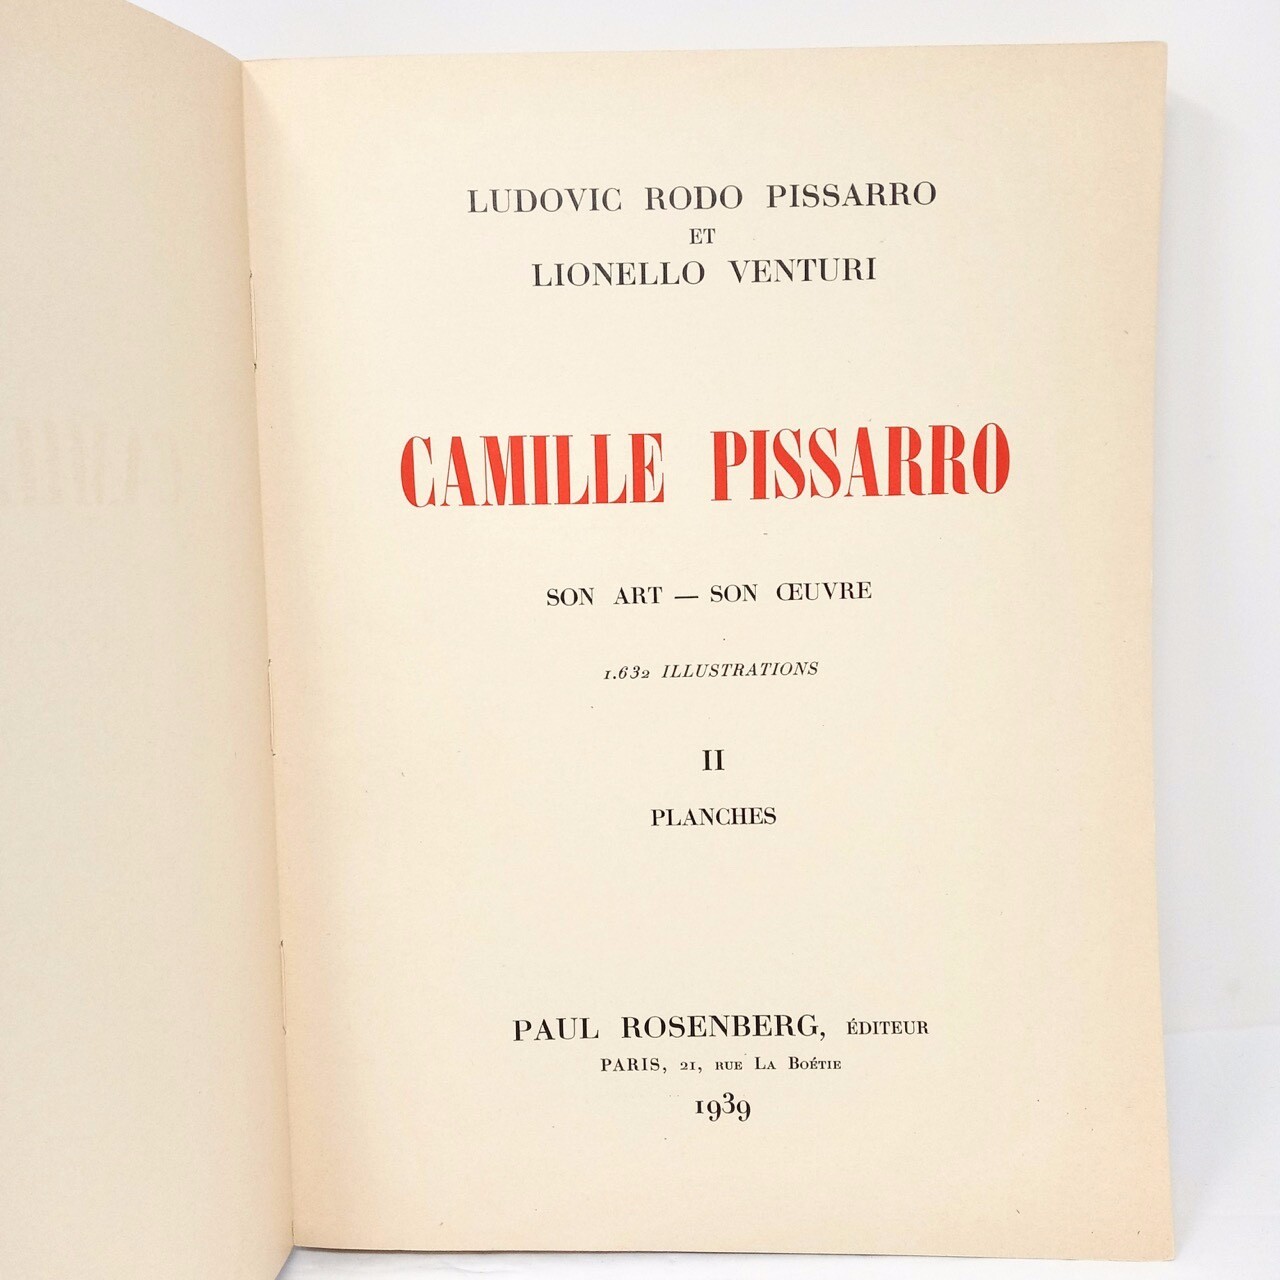 LUDOVIC RODO PISSARRO
ET
LIONELLO VENTURI
CAMILLE PISSARRO
SON ART — SON ŒUVRE
1.632 ILLUSTRATIONS
II
PLANCHES
PAUL ROSENBERG, ÉDITEUR
PARIS, 21, RUE LA BOÉTIE
1939